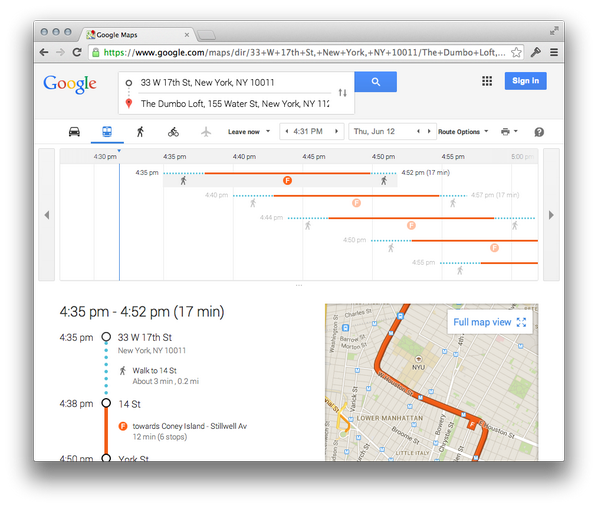 Google Maps
https://www.google.com/maps/dir/33+W+17th+St,+New+York,+NY+10011/The+Dumbo+Loft,...
Google
33 W 17th St, New York, NY 10011
The Dumbo Loft, 155 Water St, New York, NY 112
Sign in
Leave now
4:31 PM
Thu, Jun 12
Route Options
4:30 pm 4:35 pm 4:40 pm 4:45 pm 4:50 pm 4:55 pm 5:00 pm
4:35 pm 4:52 pm (17 min)
F
4:40 pm 4:57 pm (17 min)
F
4:44 pm
F
4:50 pm
F
4:55 pm
4:35 pm - 4:52 pm (17 min)
4:35 pm 33 W 17th St
New York, NY 10011
Walk to 14 St
About 3 min , 0.2 mi
4:38 pm 14 St
F towards Coney Island - Stillwell Av
12 min (6 stops)
4:50 pm York St
Full map view
Charles St
Barrow St
Morton St
Washington St
NYU
W Houston St
Varick St
LOWER MANHATTAN
Broome St
Bowery
Chrystie St
E Houston St
F
LITTLE ITALY